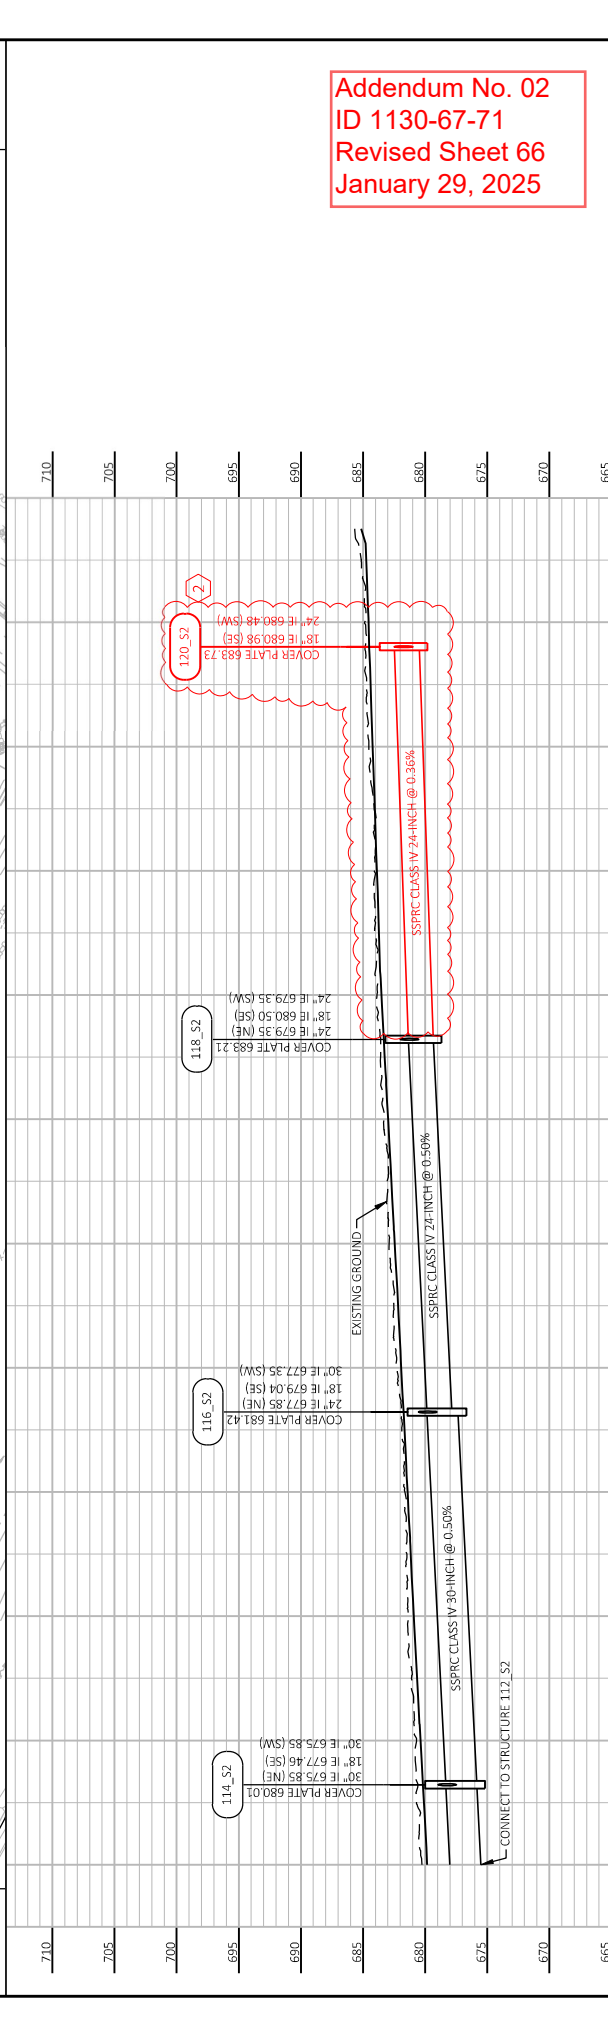 Addendum No. 02
ID 1130-67-71
Revised Sheet 66
January 29, 2025
710
705
700
695
690
685
680
675
670
665
2
120_S2
COVER PLATE 683.73
18" IE 680.98 (SE)
24" IE 680.48 (SW)
SSPRC CLASS IV 24-INCH @ 0.36%
118_S2
COVER PLATE 683.21
24" IE 679.35 (NE)
18" IE 680.50 (SE)
24" IE 679.35 (SW)
SSPRC CLASS IV 24-INCH @ 0.50%
EXISTING GROUND
116_S2
COVER PLATE 681.42
24" IE 677.85 (NE)
18" IE 679.04 (SE)
30" IE 677.35 (SW)
SSPRC CLASS IV 30-INCH @ 0.50%
114_S2
COVER PLATE 680.01
30" IE 675.85 (NE)
18" IE 677.46 (SE)
30" IE 675.85 (SW)
CONNECT TO STRUCTURE 112_S2
710
705
700
695
690
685
680
675
670
665